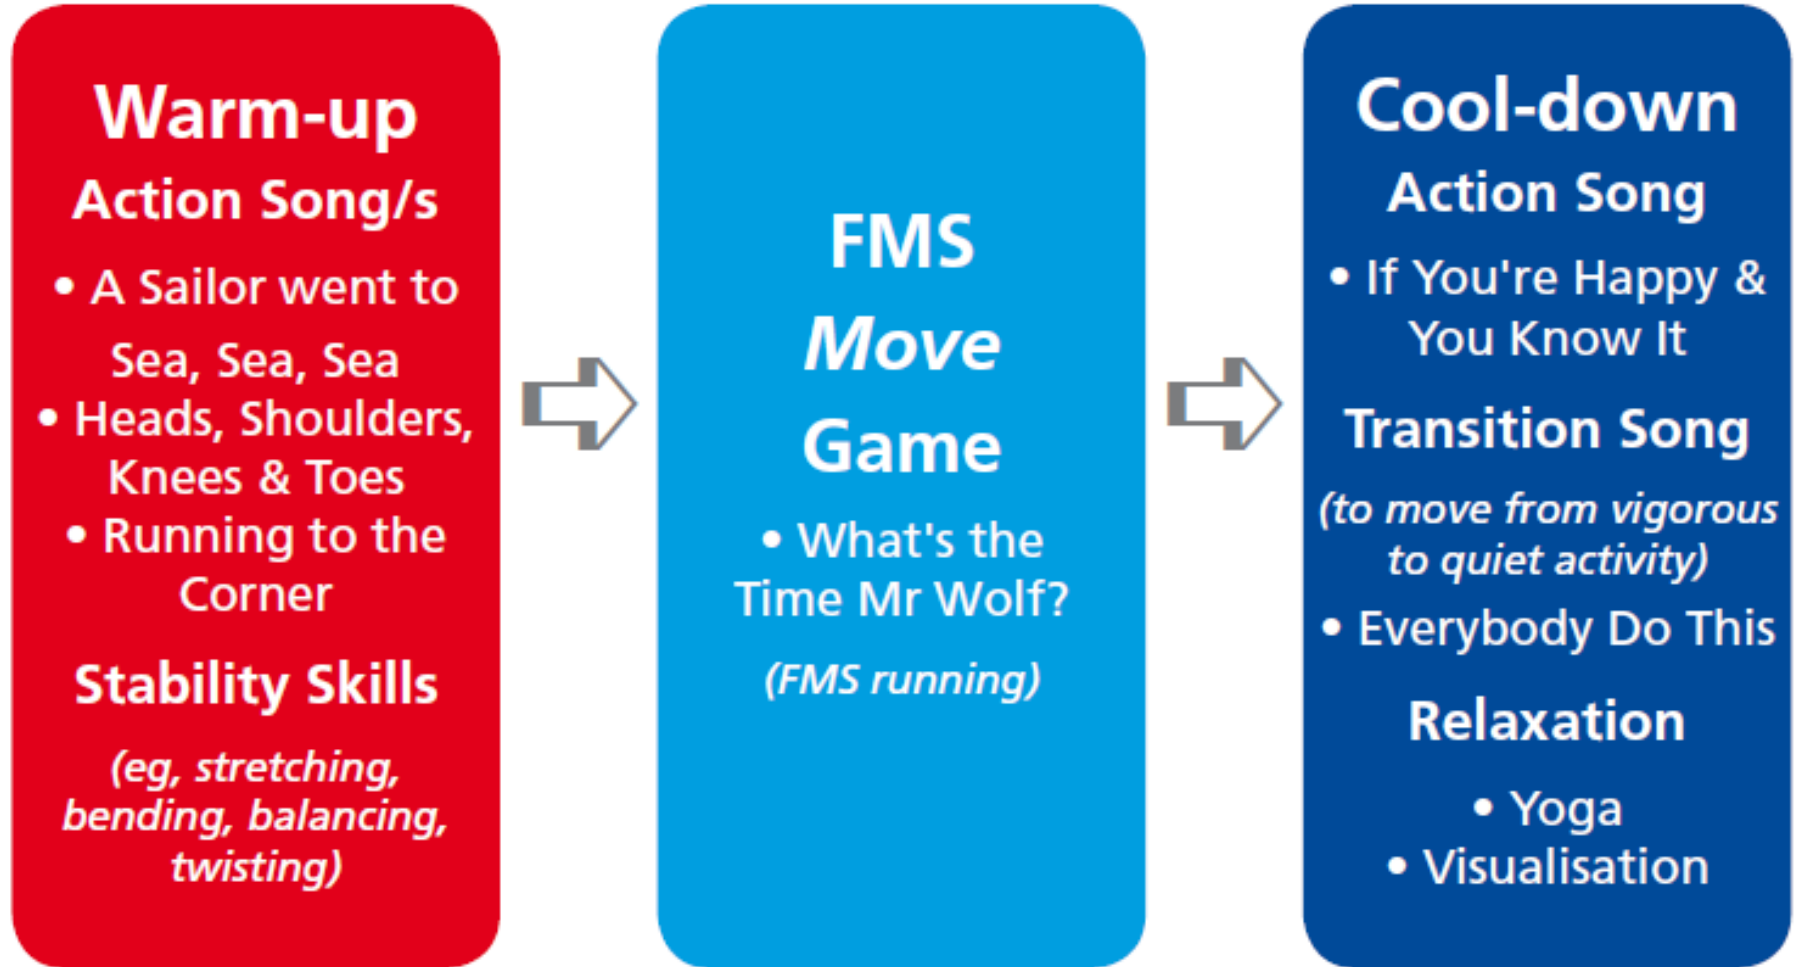 Warm-up
Action Song/s
• A Sailor went to
Sea, Sea, Sea
• Heads, Shoulders,
Knees & Toes
• Running to the
Corner
Stability Skills
(eg, stretching,
bending, balancing,
twisting)
FMS
Move
Game
• What's the
Time Mr Wolf?
(FMS running)
Cool-down
Action Song
• If You're Happy &
You Know It
Transition Song
(to move from vigorous
to quiet activity)
• Everybody Do This
Relaxation
• Yoga
• Visualisation